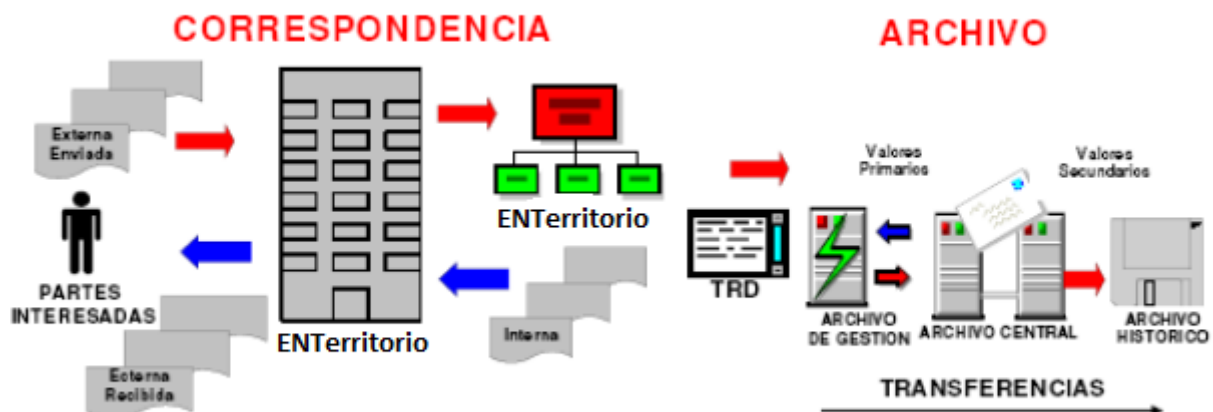 CORRESPONDENCIA
ARCHIVO
Externa
Enviada
PARTES
INTERESADAS
Ecterna
Recibida
ENTerritorio
ENTerritorio
Interna
TRD
Valores
Primarios
Valores
Secundarios
ARCHIVO
DE GESTION
ARCHIVO CENTRAL
ARCHIVO
HISTORICO
TRANSFERENCIAS